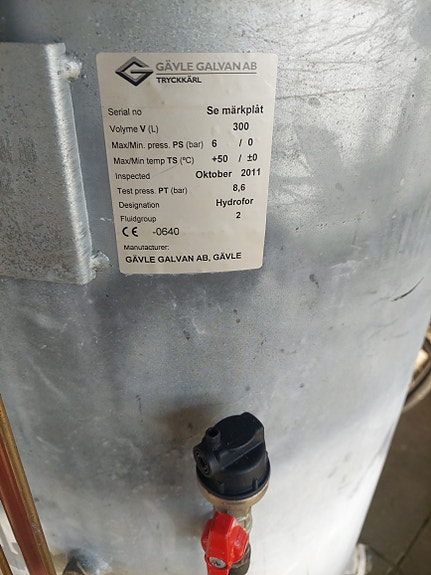 GÄVLE GALVAN AB
TRYCKKÄRL
Serial no Se märkplåt
Volyme V (L) 300
Max/Min. press. PS (bar) 6 / 0
Max/Min temp TS (ºC) +50 / ±0
Inspected Oktober 2011
Test press. PT (bar) 8,6
Designation Hydrofor
Fluidgroup 2
CE -0640
Manufacturer:
GÄVLE GALVAN AB, GÄVLE